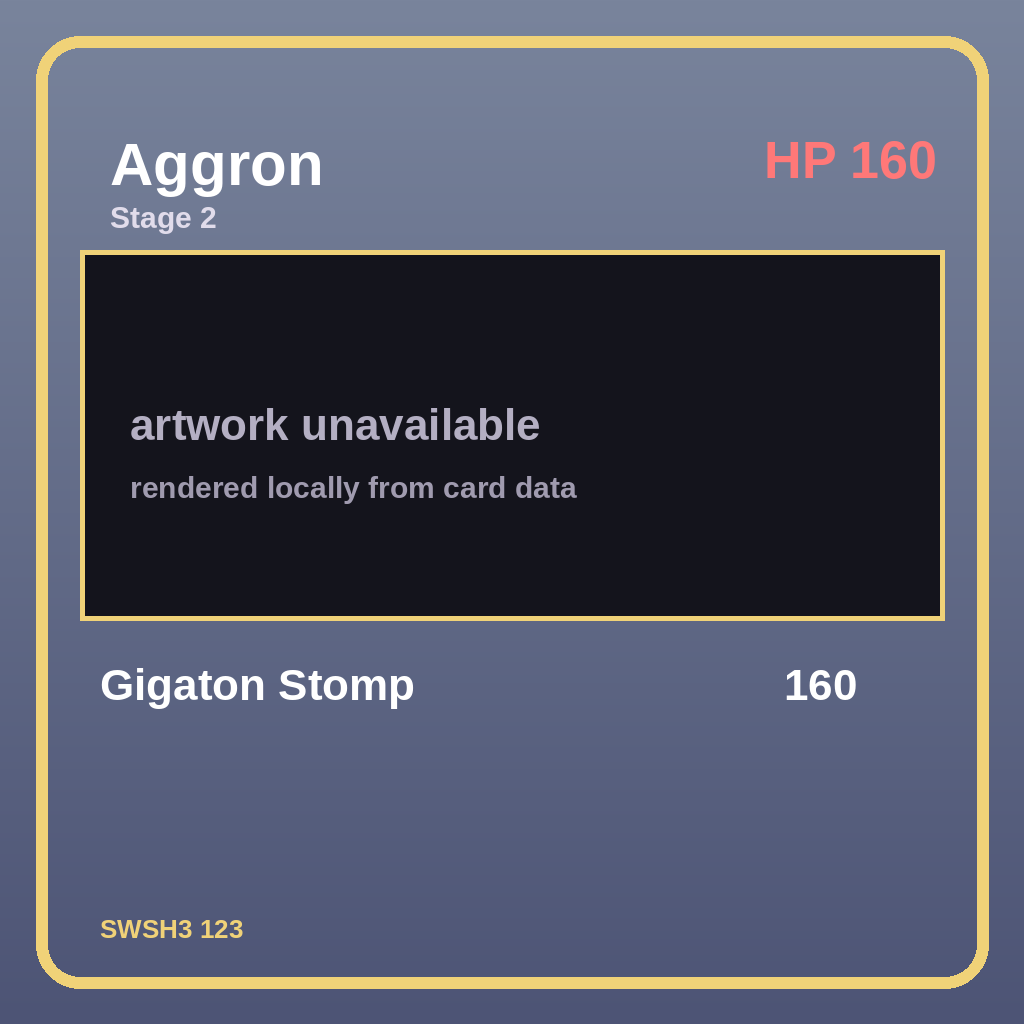 Aggron
HP 160
Stage 2
artwork unavailable
rendered locally from card data
Gigaton Stomp
160
SWSH3 123